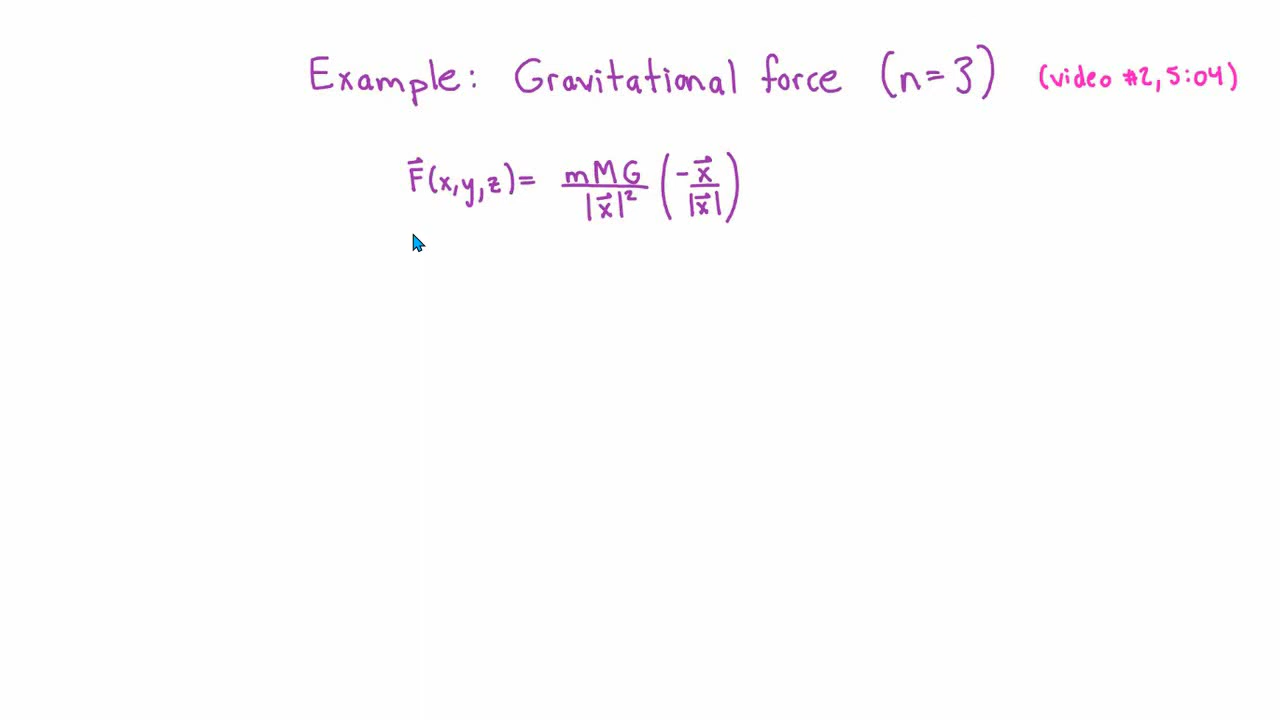 Example: Gravitational force (n=3) (video #2, 5:04)
F⃗(x,y,z)= mMG/|x⃗|² (-x⃗/|x⃗|)